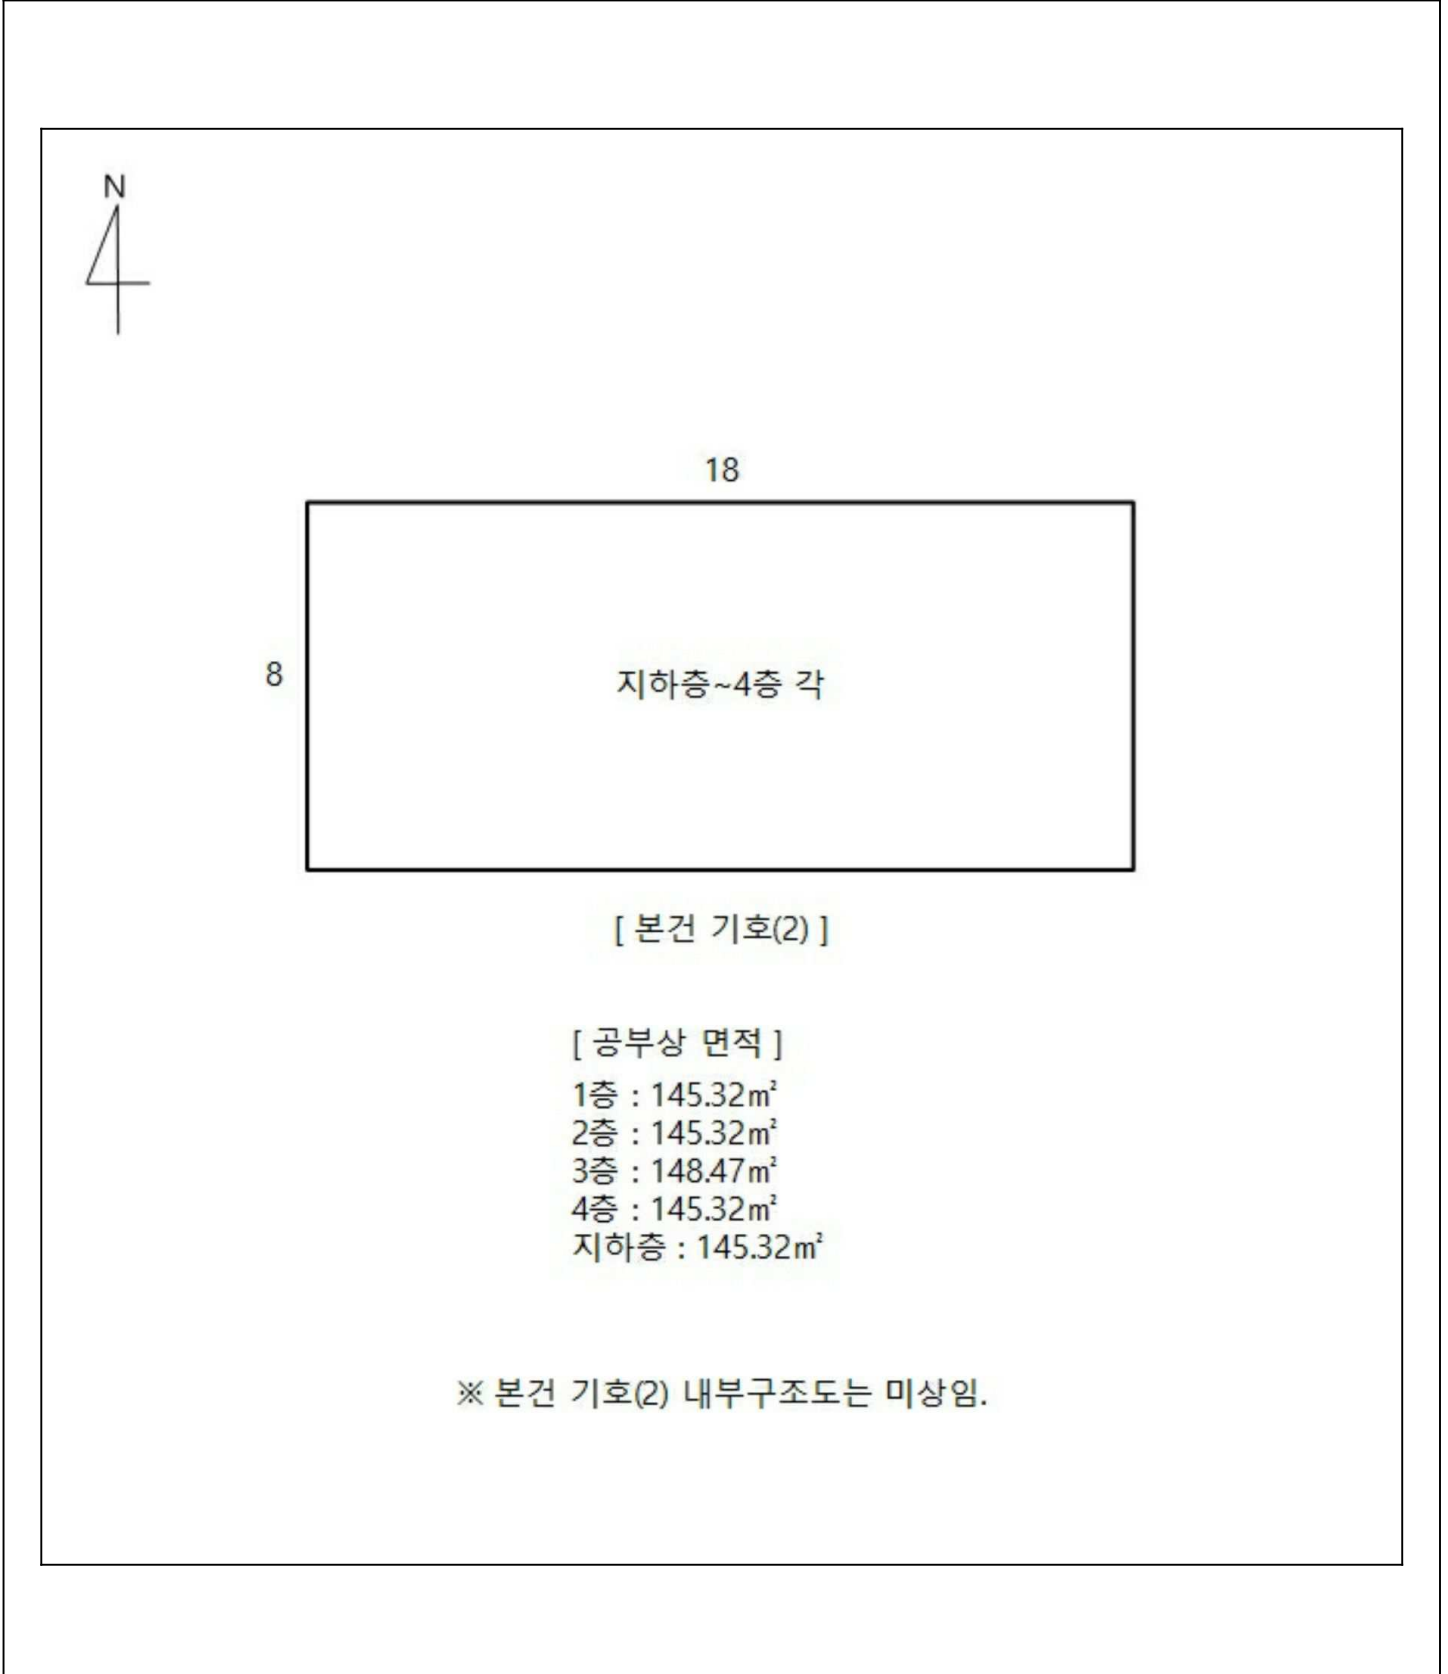 N
18
8
지하층~4층 각
[ 본건 기호(2) ]
[ 공부상 면적 ]
1층 : 145.32㎡
2층 : 145.32㎡
3층 : 148.47㎡
4층 : 145.32㎡
지하층 : 145.32㎡
※ 본건 기호(2) 내부구조도는 미상임.